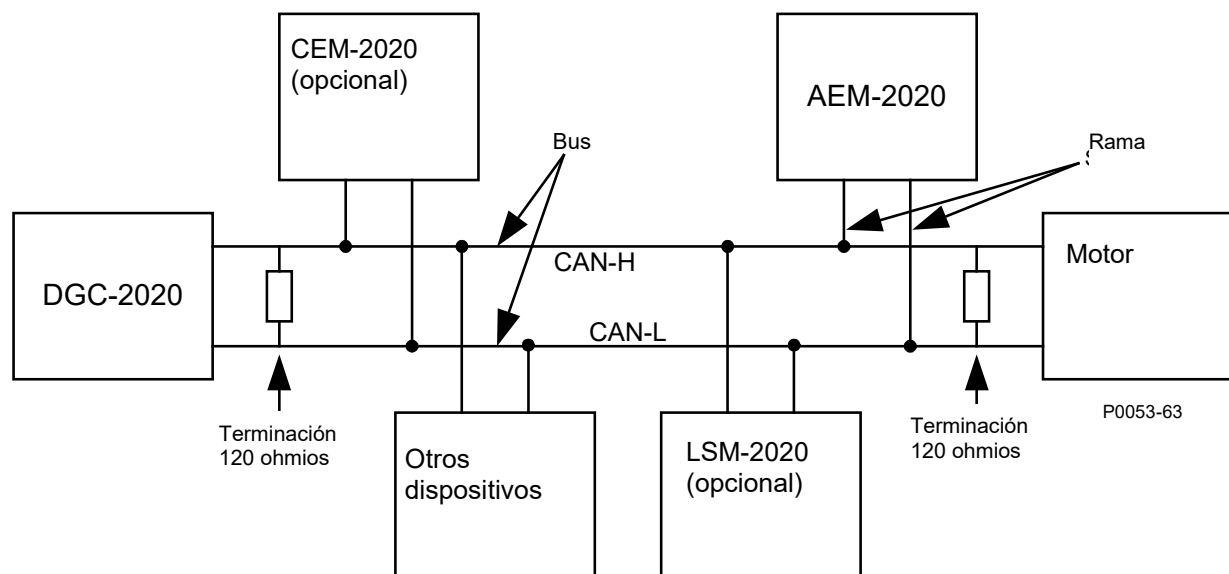 CEM-2020
(opcional)
AEM-2020
Bus
Rama
DGC-2020
CAN-H
Motor
CAN-L
P0053-63
Terminación
120 ohmios
Otros
dispositivos
LSM-2020
(opcional)
Terminación
120 ohmios